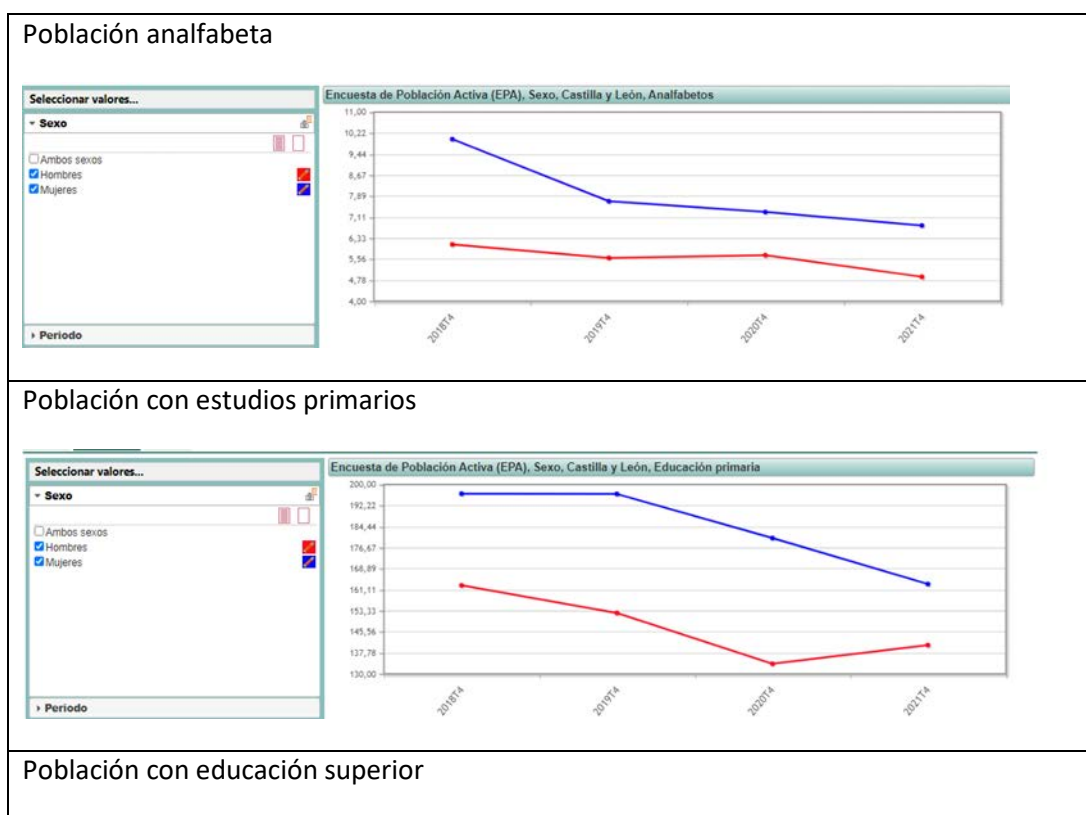 Población analfabeta
Seleccionar valores...
Sexo
Ambos sexos
Hombres
Mujeres
Periodo
Encuesta de Población Activa (EPA), Sexo, Castilla y León, Analfabetos
11,00
10,22
9,44
8,67
7,89
7,11
6,33
5,56
4,78
4,00
2018T4
2019T4
2020T4
2021T4
Población con estudios primarios
Seleccionar valores...
Sexo
Ambos sexos
Hombres
Mujeres
Periodo
Encuesta de Población Activa (EPA), Sexo, Castilla y León, Educación primaria
200,00
192,22
184,44
176,67
168,89
161,11
153,33
145,56
137,78
130,00
2018T4
2019T4
2020T4
2021T4
Población con educación superior